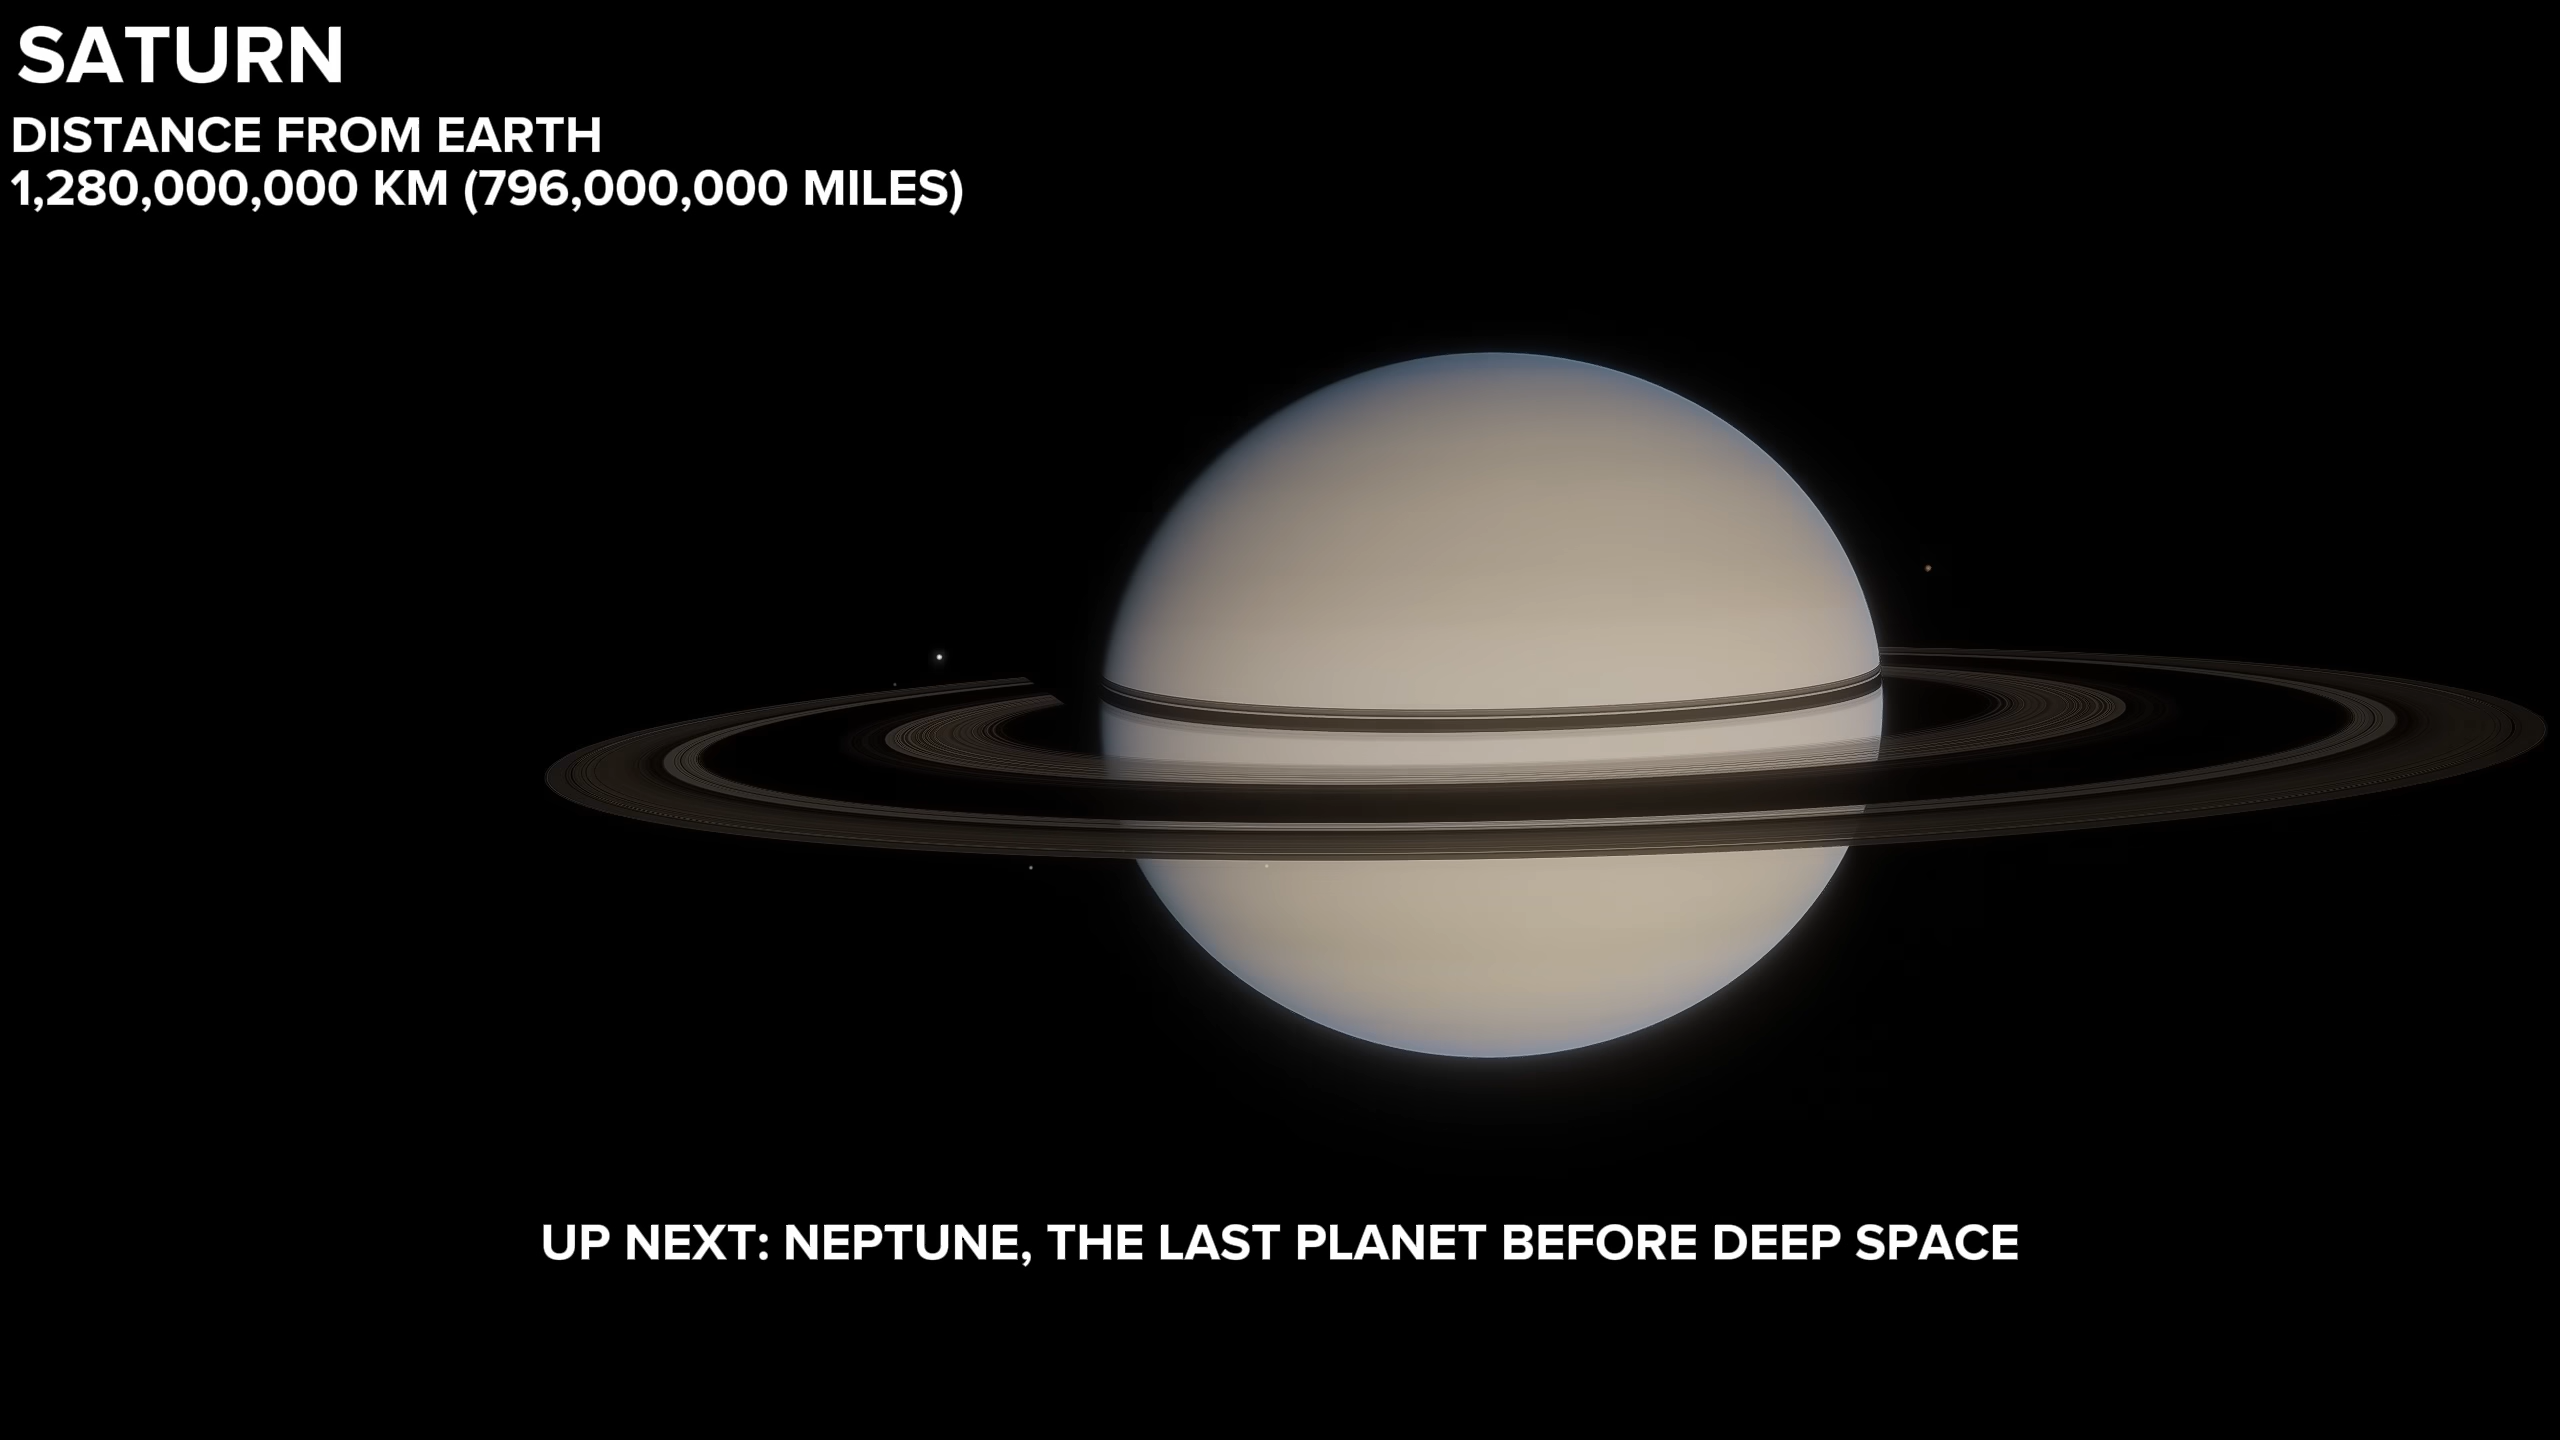 SATURN
DISTANCE FROM EARTH
1,280,000,000 KM (796,000,000 MILES)
UP NEXT: NEPTUNE, THE LAST PLANET BEFORE DEEP SPACE